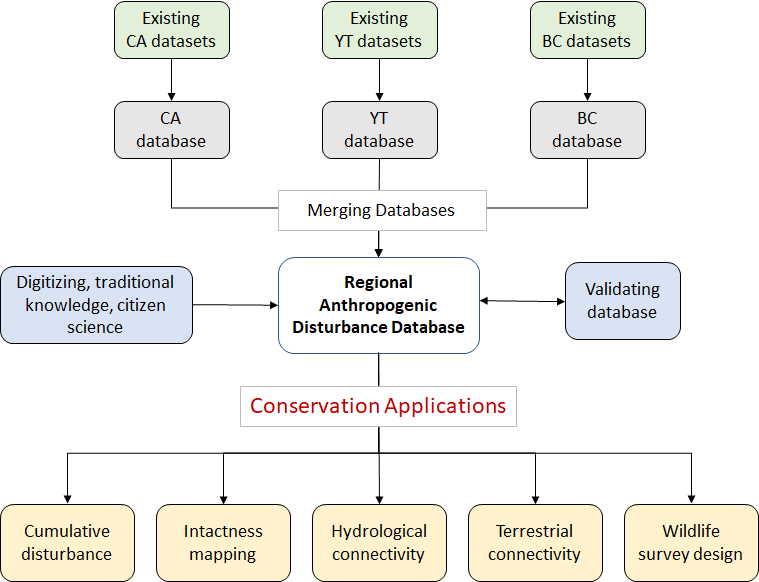 Existing
CA datasets
Existing
YT datasets
Existing
BC datasets
CA
database
YT
database
BC
database
Merging Databases
Digitizing, traditional
knowledge, citizen
science
Regional
Anthropogenic
Disturbance Database
Validating
database
Conservation Applications
Cumulative
disturbance
Intactness
mapping
Hydrological
connectivity
Terrestrial
connectivity
Wildlife
survey design